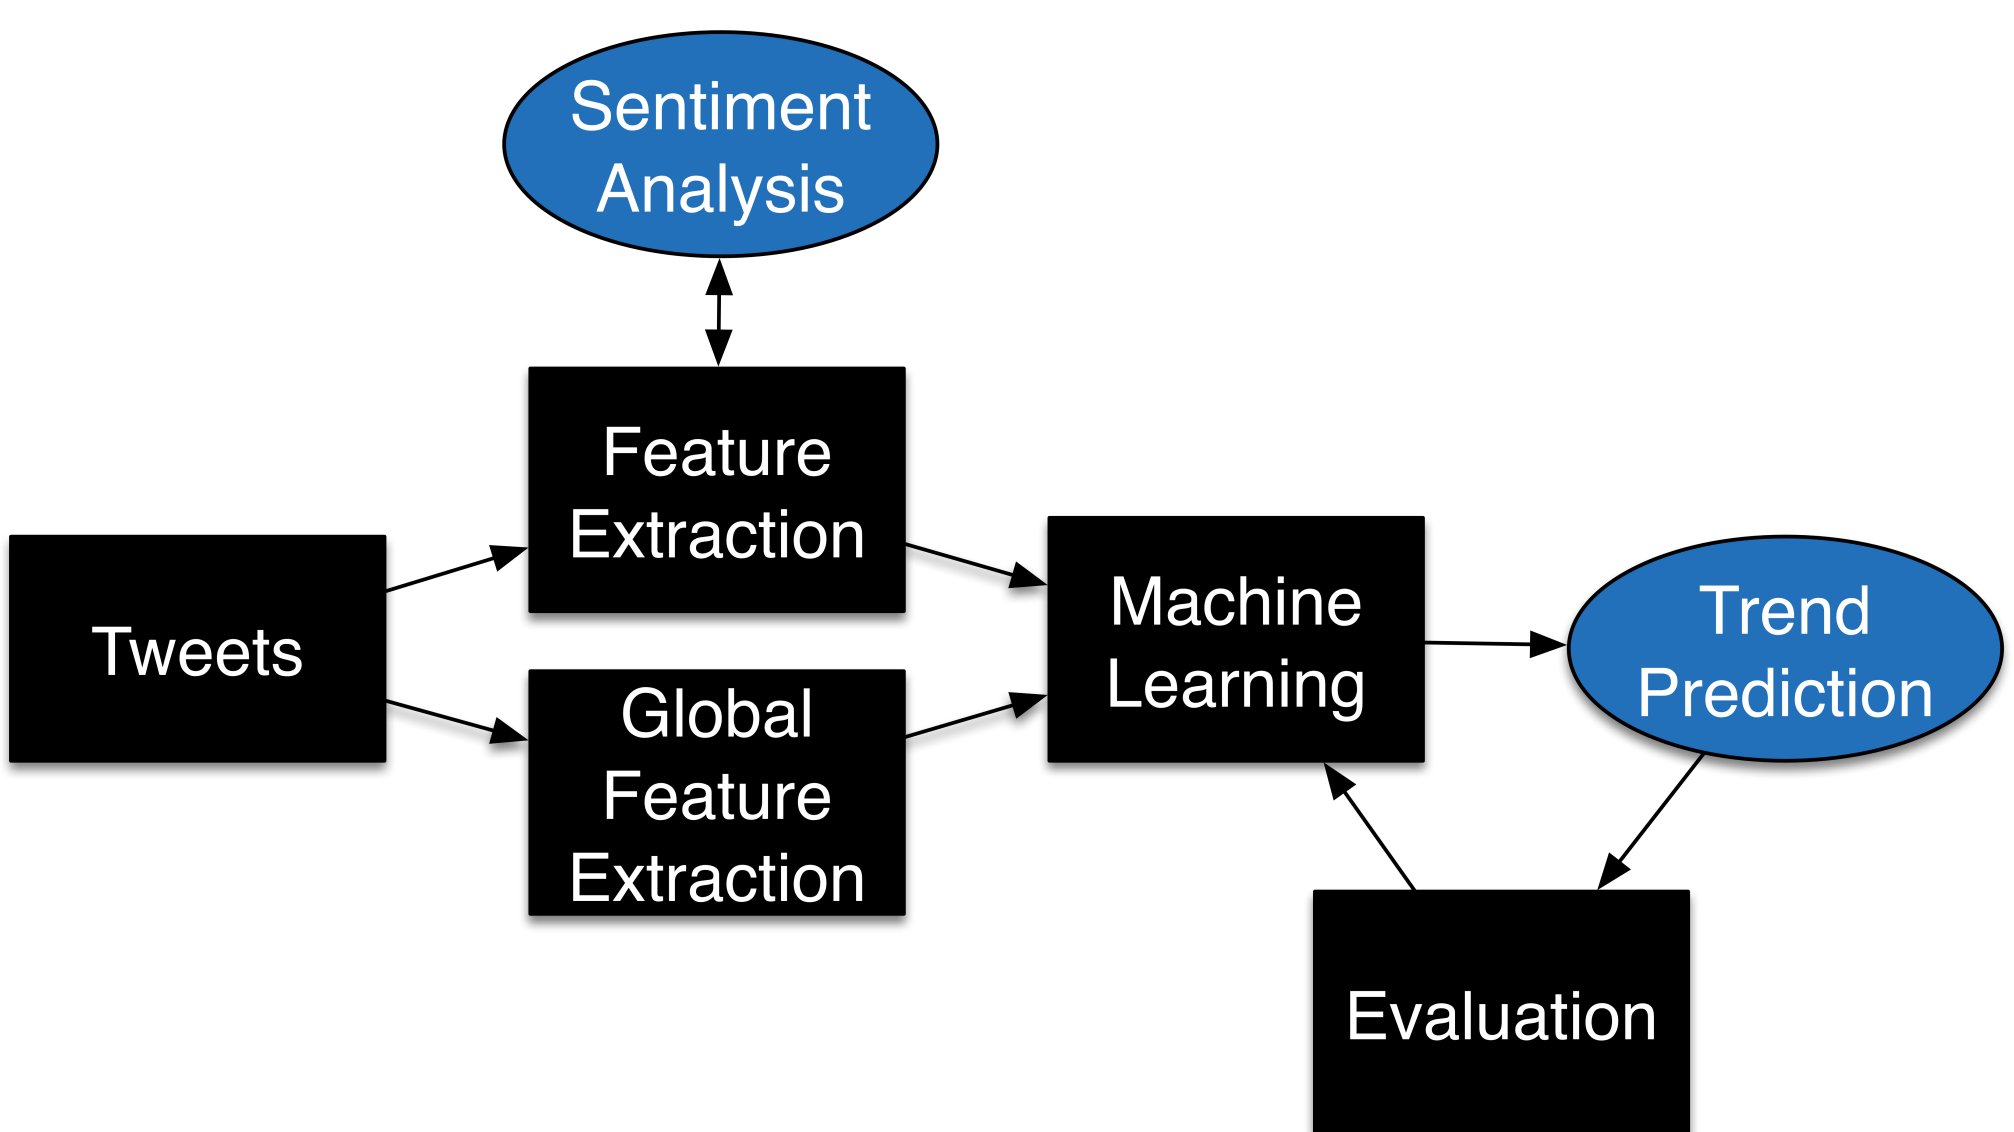 Sentiment
Analysis
Feature
Extraction
Tweets
Global
Feature
Extraction
Machine
Learning
Trend
Prediction
Evaluation